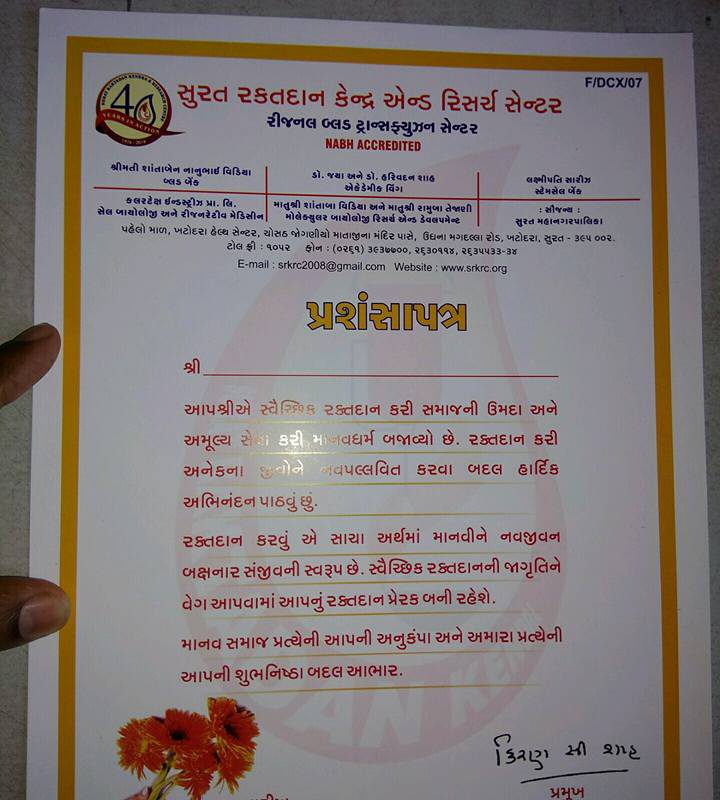 F/DCX/07
SURAT RAKTADAN KENDRA & RESEARCH CENTRE
40
YEARS IN ACTION
સુરત રક્તદાન કેન્દ્ર એન્ડ રિસર્ચ સેન્ટર
રીજનલ બ્લડ ટ્રાન્સફ્યુઝન સેન્ટર
NABH ACCREDITED
શ્રીમતી શાંતાબેન નાનુભાઈ વિડિયા
બ્લડ બેંક
ડો. જયા અને ડો. હરિવદન શાહ
એકેડેમીક વિંગ
લક્ષ્મીપતિ સારીઝ
સ્ટેમસેલ બેંક
કલરટેક્ષ ઈન્ડસ્ટ્રીઝ પ્રા. લિ.
સેલ બાયોલોજી અને રીજનરેટીવ મેડિસીન
માતુશ્રી શાંતાબા વિડિયા અને માતુશ્રી રામુબા તેજાણી
મોલેક્યુલર બાયોલોજી રિસર્ચ એન્ડ ડેવલપમેન્ટ
: સૌજન્ય :
સુરત મહાનગરપાલિકા
પહેલો માળ, ખટોદરા હેલ્થ સેન્ટર, ચોસઠ જોગણીયો માતાજીના મંદિર પાસે, ઉધના મગદલ્લા રોડ, ખટોદરા, સુરત - ૩૯૫ ૦૦૨.
ટોલ ફ્રી : ૧૦૫૨ ફોન : (૦૨૬૧) ૩૯૩૭૭૦૦, ૨૬૩૦૧૧૪, ૨૬૩૫૫૩૩-૩૪
E-mail : srkrc2008@gmail.com Website : www.srkrc.org
પ્રશંસાપત્ર
શ્રી
આપશ્રીએ સ્વૈચ્છિક રક્તદાન કરી સમાજની ઉમદા અને
અમૂલ્ય સેવા કરી માનવધર્મ બજાવ્યો છે. રક્તદાન કરી
અનેકના જીવોને નવપલ્લવિત કરવા બદલ હાર્દિક
અભિનંદન પાઠવું છું.
રક્તદાન કરવું એ સાચા અર્થમાં માનવીને નવજીવન
બક્ષનાર સંજીવની સ્વરૂપ છે. સ્વૈચ્છિક રક્તદાનની જાગૃતિને
વેગ આપવામાં આપનું રક્તદાન પ્રેરક બની રહેશે.
માનવ સમાજ પ્રત્યેની આપની અનુકંપા અને અમારા પ્રત્યેની
આપની શુભનિષ્ઠા બદલ આભાર.
કિરણ સી શાહ
પ્રમુખ